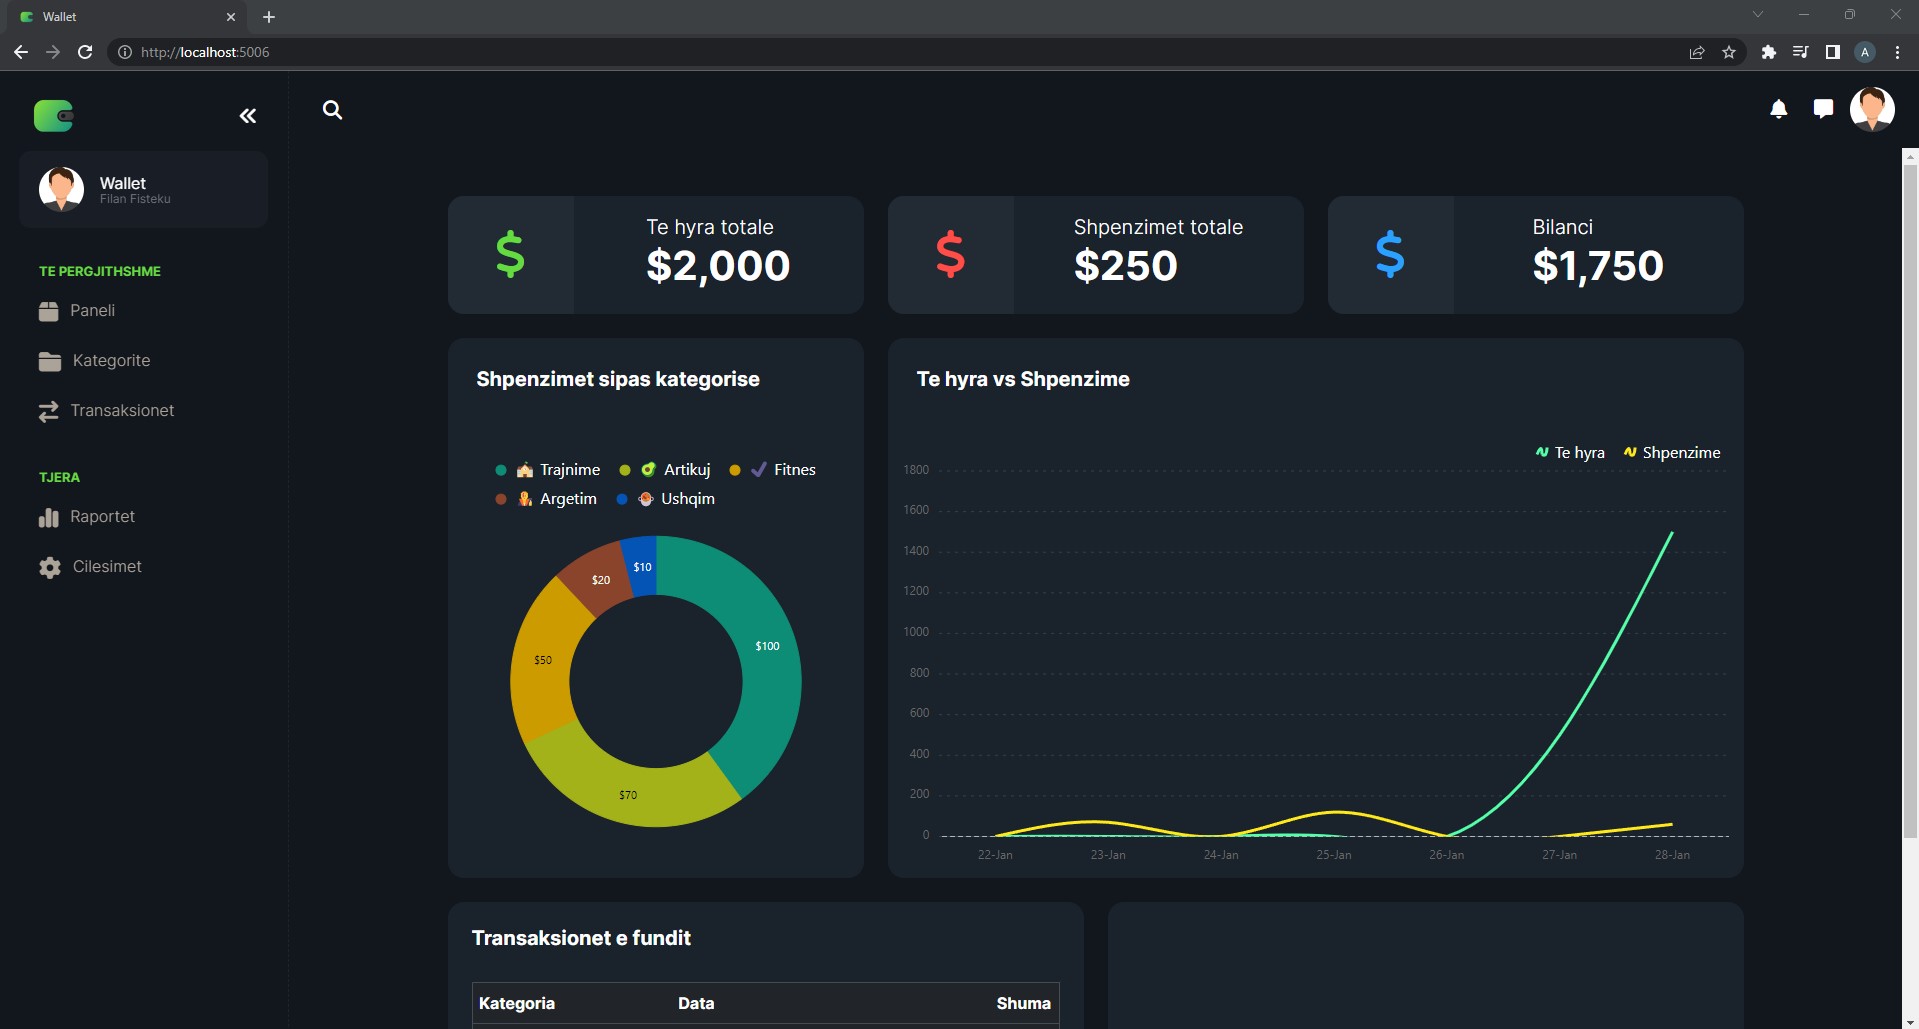 Wallet
http://localhost:5006
A
Wallet
Filan Fisteku
TE PERGJITHSHME
Paneli
Kategorite
Transaksionet
TJERA
Raportet
Cilesimet
Te hyra totale
$2,000
Shpenzimet totale
$250
Bilanci
$1,750
Shpenzimet sipas kategorise
Trajnime Artikuj Fitnes
Argetim Ushqim
$10
$20
$100
$50
$70
Te hyra vs Shpenzime
Te hyra Shpenzime
1800
1600
1400
1200
1000
800
600
400
200
0
22-Jan 23-Jan 24-Jan 25-Jan 26-Jan 27-Jan 28-Jan
Transaksionet e fundit
Kategoria Data Shuma